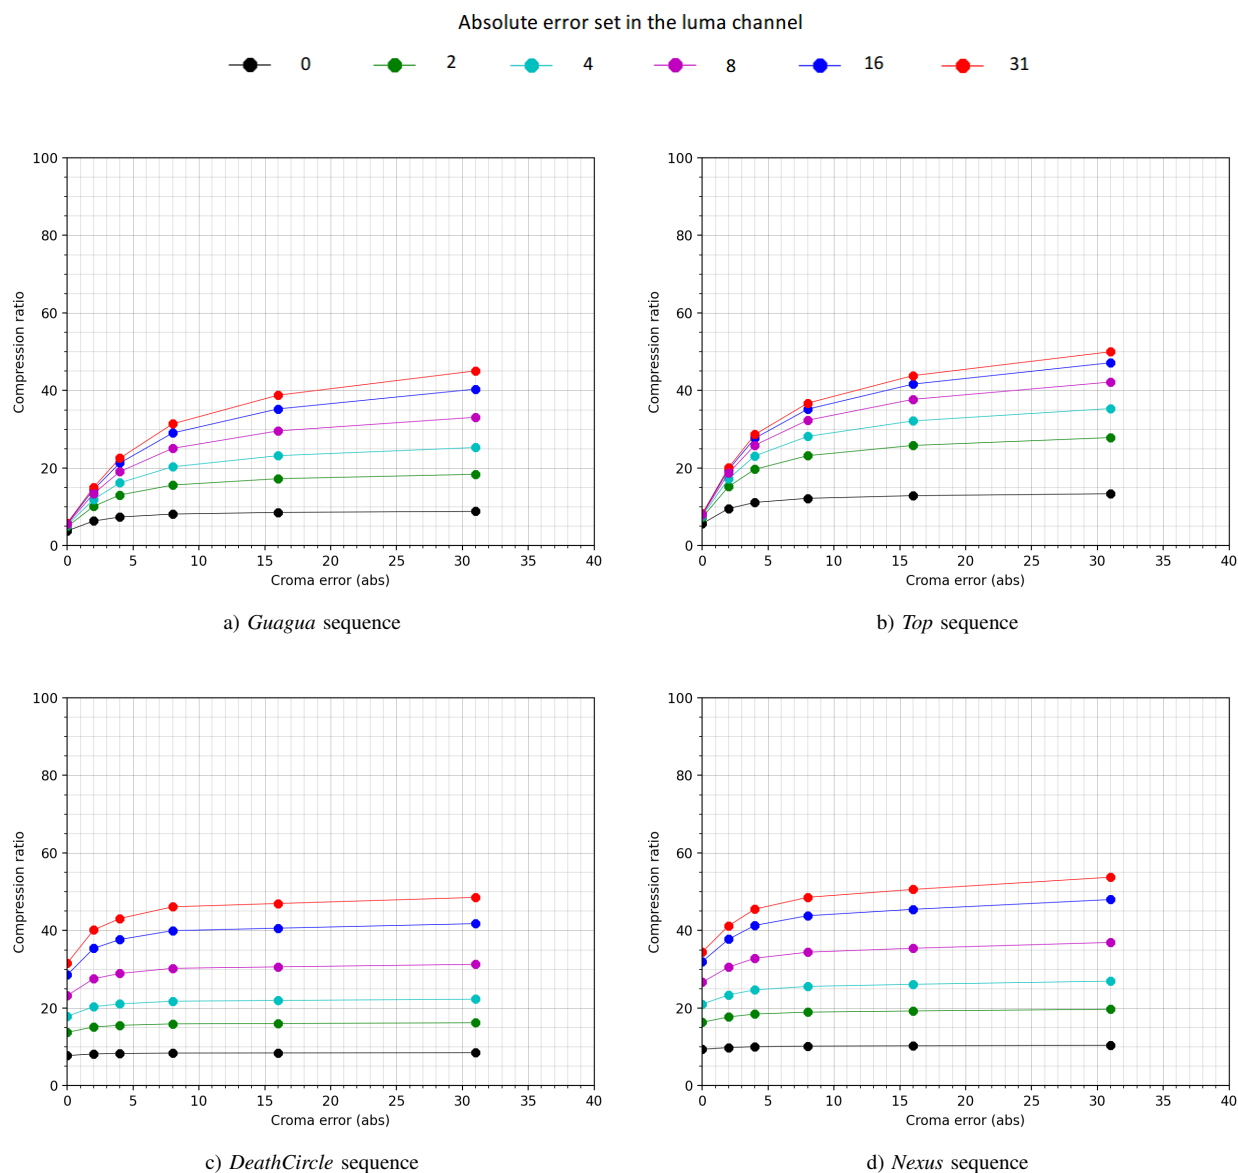 Absolute error set in the luma channel
0 2 4 8 16 31
100
80
60
40
20
0
Compression ratio
0 5 10 15 20 25 30 35 40
Croma error (abs)
a) Guagua sequence
100
80
60
40
20
0
Compression ratio
0 5 10 15 20 25 30 35 40
Croma error (abs)
b) Top sequence
100
80
60
40
20
0
Compression ratio
0 5 10 15 20 25 30 35 40
Croma error (abs)
c) DeathCircle sequence
100
80
60
40
20
0
Compression ratio
0 5 10 15 20 25 30 35 40
Croma error (abs)
d) Nexus sequence